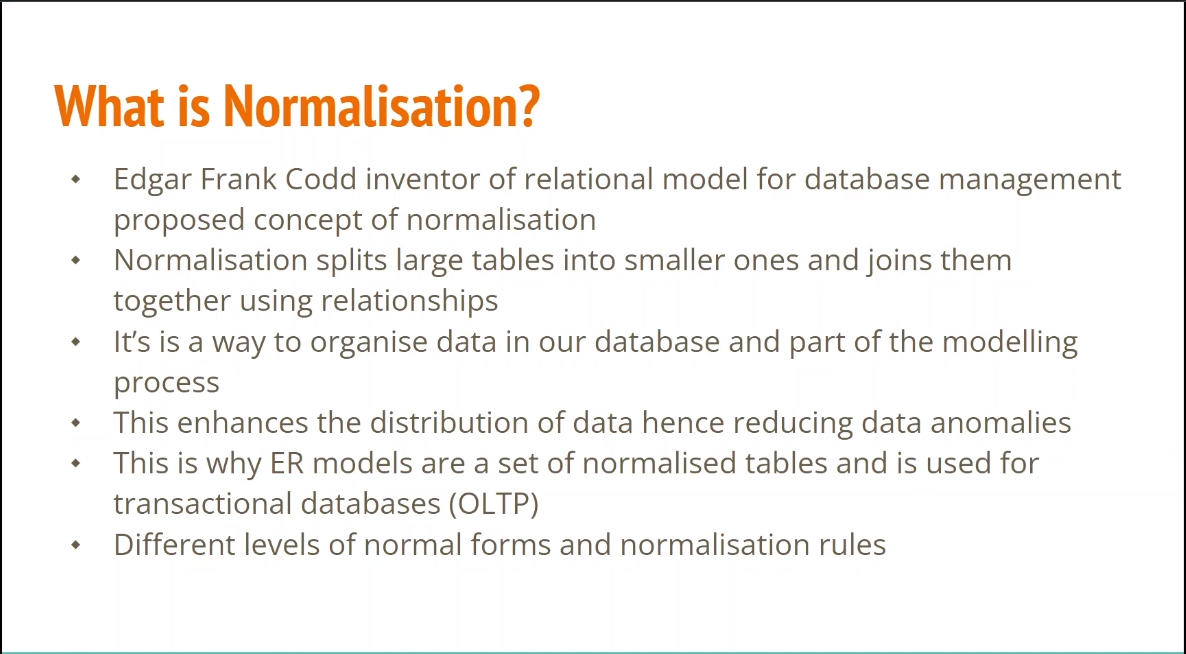 What is Normalisation?
Edgar Frank Codd inventor of relational model for database management
proposed concept of normalisation
Normalisation splits large tables into smaller ones and joins them
together using relationships
It’s is a way to organise data in our database and part of the modelling
process
This enhances the distribution of data hence reducing data anomalies
This is why ER models are a set of normalised tables and is used for
transactional databases (OLTP)
Different levels of normal forms and normalisation rules